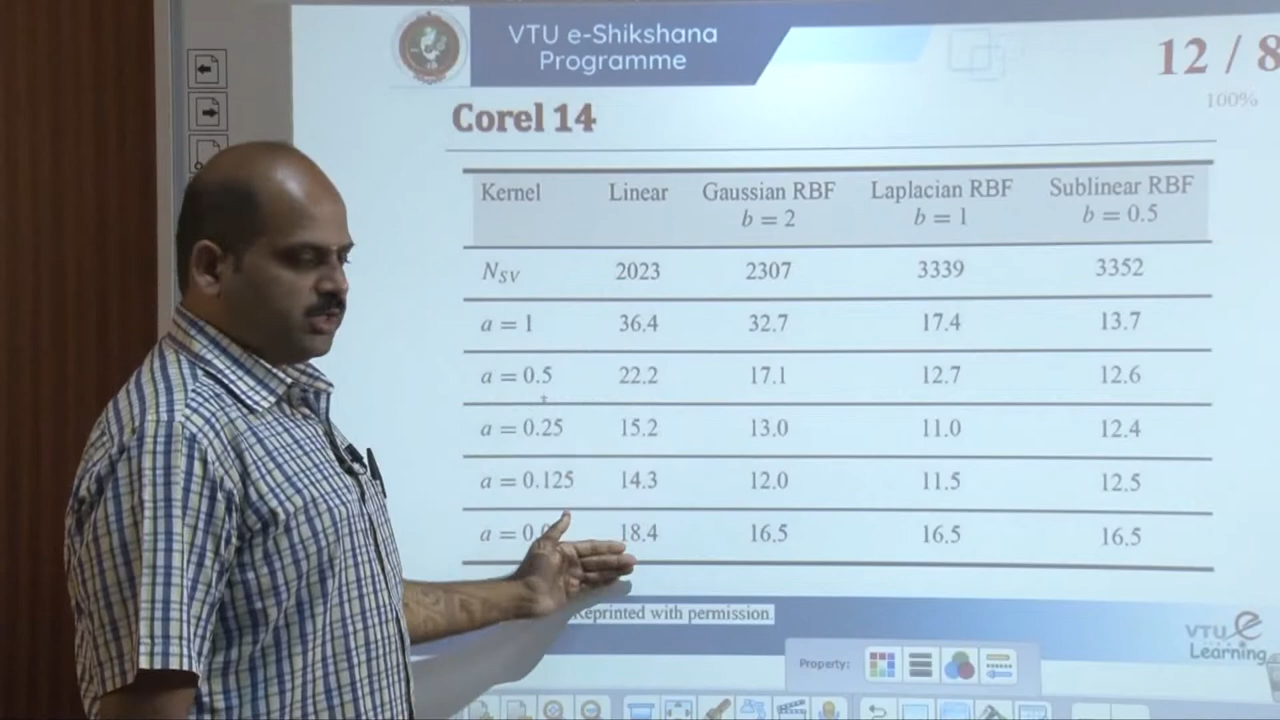 VTU e-Shikshana
Programme
12 / 8
100%
Corel 14
Kernel Linear Gaussian RBF Laplacian RBF Sublinear RBF
b = 2 b = 1 b = 0.5
N_SV 2023 2307 3339 3352
a = 1 36.4 32.7 17.4 13.7
a = 0.5 22.2 17.1 12.7 12.6
a = 0.25 15.2 13.0 11.0 12.4
a = 0.125 14.3 12.0 11.5 12.5
a = 0.0 18.4 16.5 16.5 16.5
Reprinted with permission.
VTU e
Learning
Property: